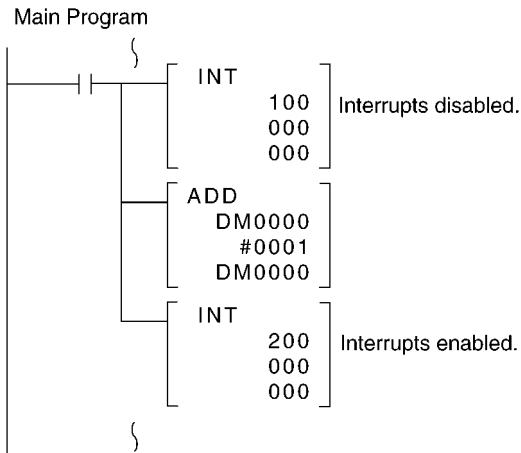 Main Program
INT
100
Interrupts disabled.
000
000
ADD
DM0000
#0001
DM0000
INT
200
Interrupts enabled.
000
000